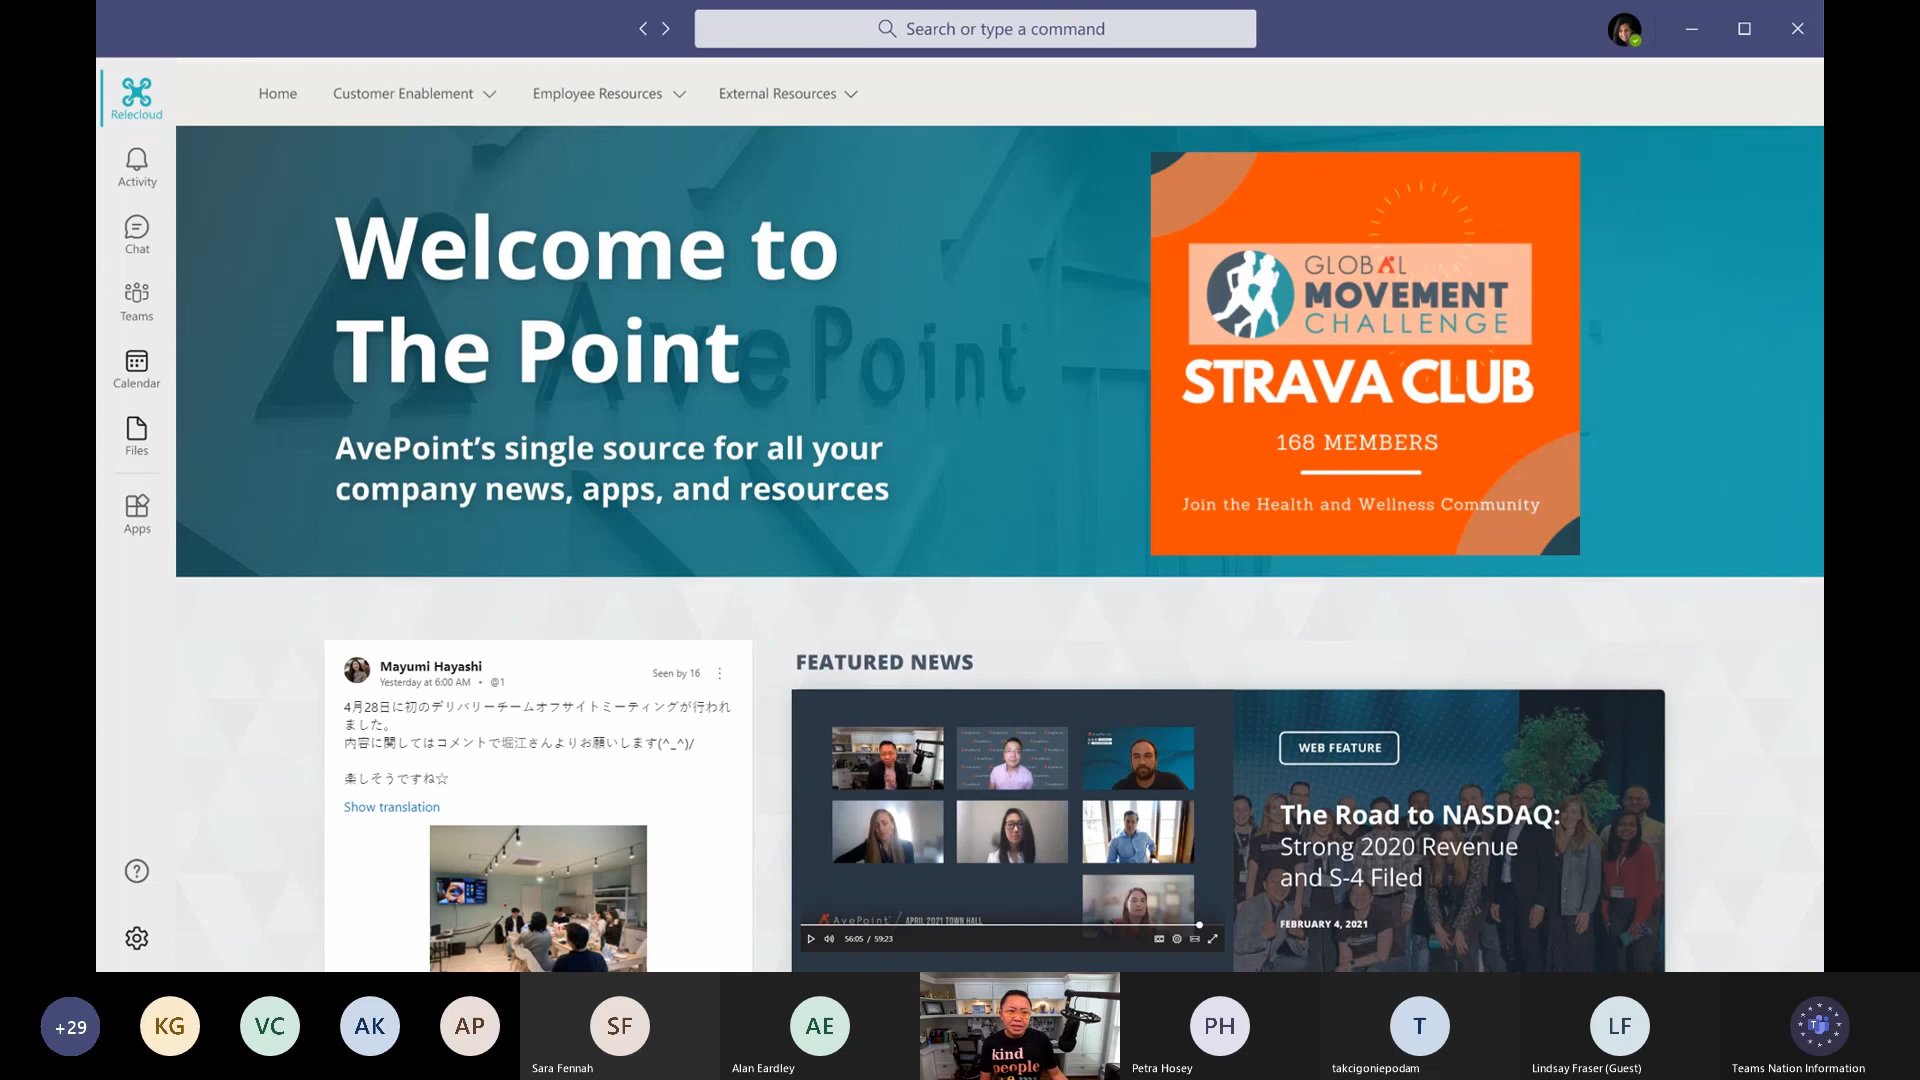 Search or type a command
Relecloud
Activity
Chat
Teams
Calendar
Files
Apps
Home
Customer Enablement
Employee Resources
External Resources
AvePoint
Welcome to
The Point
AvePoint's single source for all your
company news, apps, and resources
GLOBAL
MOVEMENT
CHALLENGE
STRAVA CLUB
168 MEMBERS
Join the Health and Wellness Community
Mayumi Hayashi
Seen by 16
Yesterday at 6:00 AM • @1
4月28日に初のデリバリーチームオフサイトミーティングが行われ
ました。
内容に関してはコメントで堀江さんよりお願いします(^_^)/
楽しそうですね☆
Show translation
FEATURED NEWS
AvePoint / APRIL 2021 TOWN HALL
56:05 / 59:23
WEB FEATURE
The Road to NASDAQ:
Strong 2020 Revenue
and S-4 Filed
FEBRUARY 4, 2021
+29
KG
VC
AK
AP
SF
Sara Fennah
AE
Alan Eardley
kind
people
PH
Petra Hosey
T
takcigoniepodam
LF
Lindsay Fraser (Guest)
T
Teams Nation Information